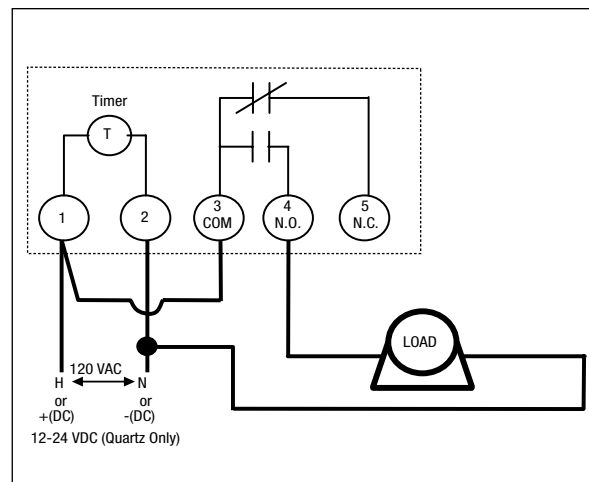 Timer
T
1
2
3
COM
4
N.O.
5
N.C.
LOAD
120 VAC
H
N
or
or
+(DC)
-(DC)
12-24 VDC (Quartz Only)